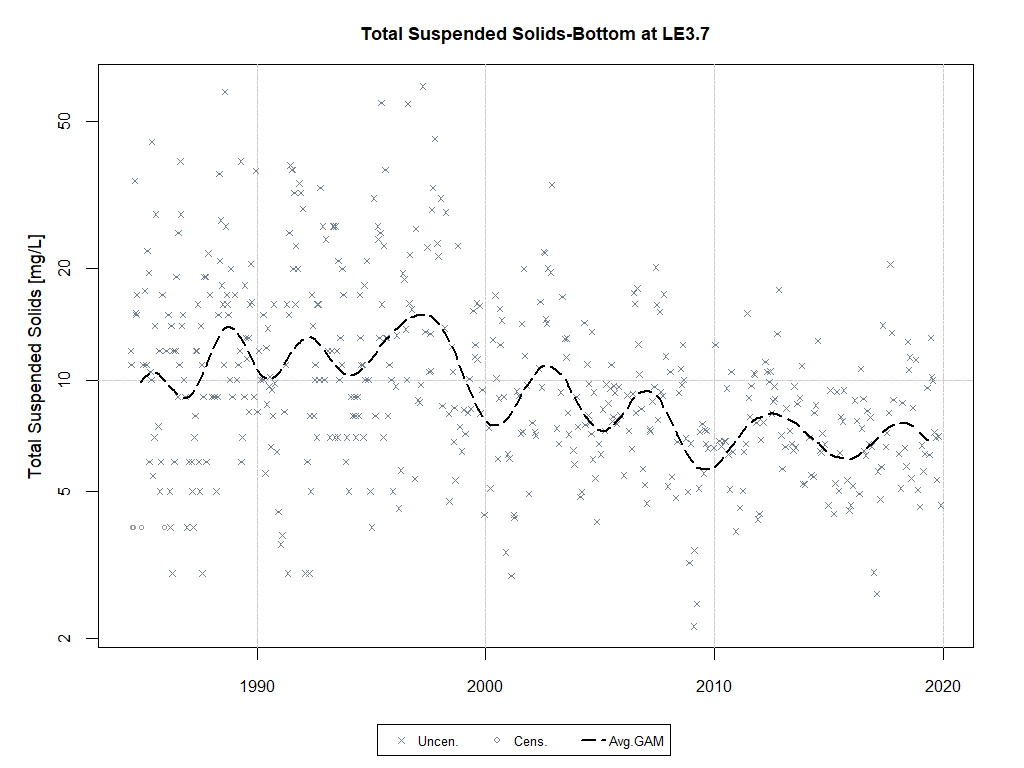 Total Suspended Solids-Bottom at LE3.7
Total Suspended Solids [mg/L]
50
20
10
5
2
1990 2000 2010 2020
Uncen. Cens. Avg.GAM